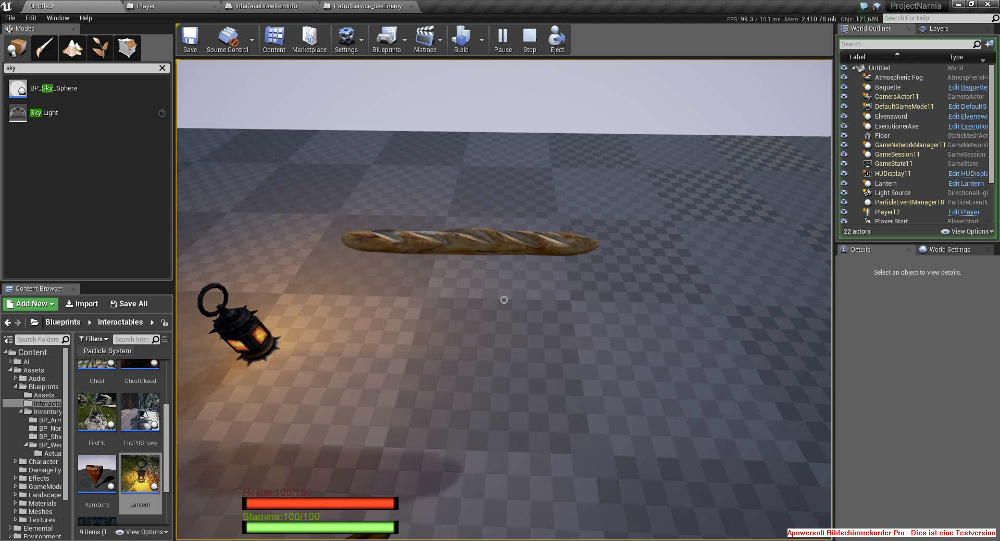 Untitled*
Player
InterfaceDrawItemInfo
PatrolService_SeeEnemy
ProjectNarnia
File Edit Window Help
FPS: 99.3 / 10.1 ms Mem: 2,410.78 mb Objs: 121,689
Search For Help
Modes
sky
BP_Sky_Sphere
Sky Light
Save
Source Control
Content
Marketplace
Settings
Blueprints
Matinee
Build
Pause
Stop
Eject
World Outliner
Layers
Search...
Label Type
Untitled World
Atmospheric Fog AtmosphericFo
Baguette Edit Baguette
CameraActor11 CameraActor
DefaultGameMode11 Edit DefaultG
Elvensword Edit Elvenswo
ExecutionerAxe Edit Execution
Floor StaticMeshAct
GameNetworkManager11 GameNetworkM
GameSession11 GameSession
GameState11 GameState
HUDisplay11 Edit HUDispla
Lantern Edit Lantern
Light Source DirectionalLigh
ParticleEventManager18 ParticleEventM
Player12 Edit Player
Player Start PlayerStart
22 actors
View Options
Details
World Settings
Select an object to view details.
Content Browser
Add New
Import
Save All
Blueprints
Interactables
Search Folders
Filters
Search Intera
Particle System
Content
AI
Assets
Audio
Blueprints
Assets
Interacta
Inventory
BP_Arm
BP_Nor
BP_Shie
BP_Wea
Actua
Character
DamageTy
Effects
GameMode
Landscape
Materials
Meshes
Textures
Elemental
Environment
Chest
ChestClosed
FirePit
FirePitSnowy
Hambone
Lantern
9 items (1
View Options
Health:100/100
Stamina:100/100
Apowersoft Bildschirmrekorder Pro - Dies ist eine Testversion